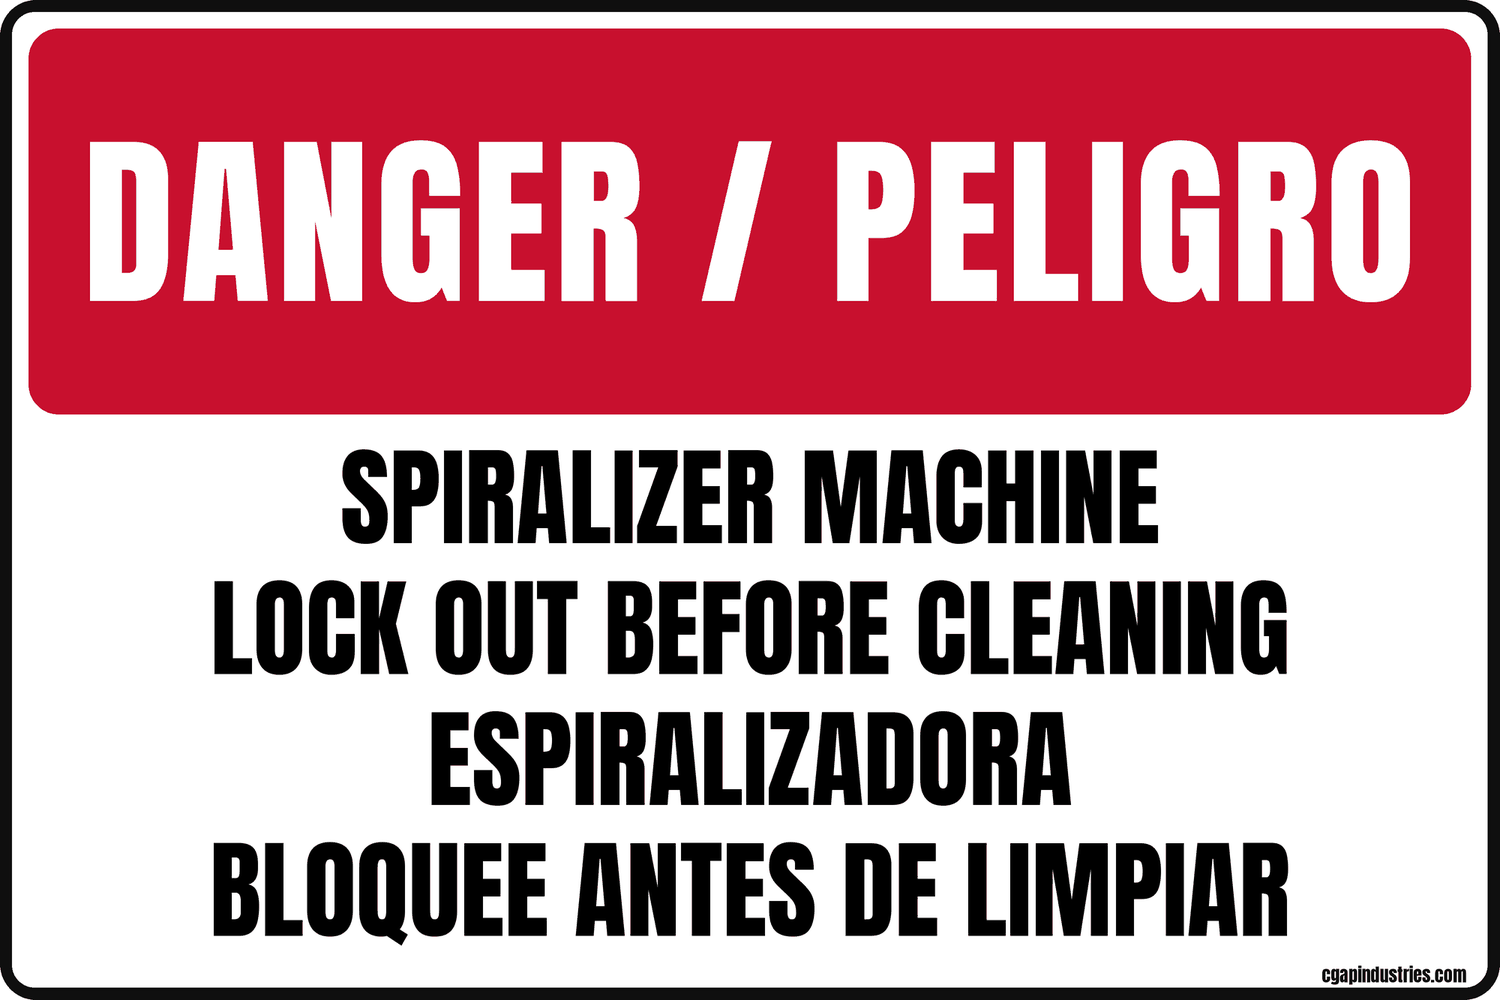 DANGER / PELIGRO
SPIRALIZER MACHINE
LOCK OUT BEFORE CLEANING
ESPIRALIZADORA
BLOQUEE ANTES DE LIMPIAR
cgapindustries.com